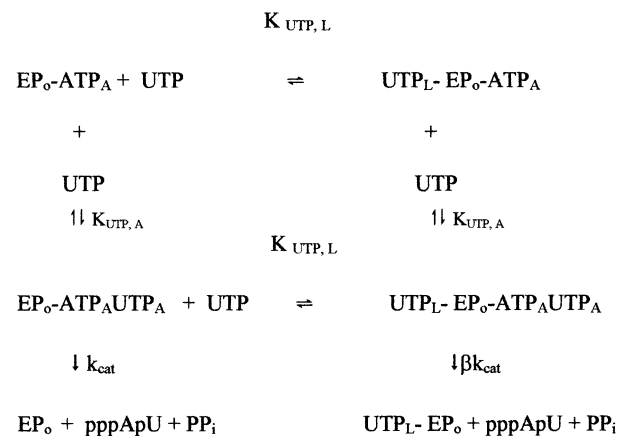 K UTP, L
EPo-ATPA + UTP ⇌ UTPL- EPo-ATPA
+ +
UTP UTP
⥮ KUTP, A ⥮ KUTP, A
K UTP, L
EPo-ATPAUTPA + UTP ⇌ UTPL- EPo-ATPAUTPA
↓ kcat ↓ βkcat
EPo + pppApU + PPi UTPL- EPo + pppApU + PPi